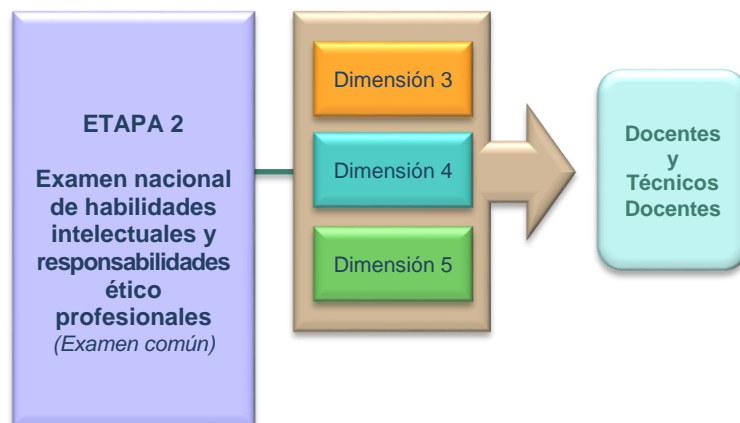 ETAPA 2
Examen nacional
de habilidades
intelectuales y
responsabilidades
ético
profesionales
(Examen común)
Dimensión 3
Dimensión 4
Dimensión 5
Docentes
y
Técnicos
Docentes